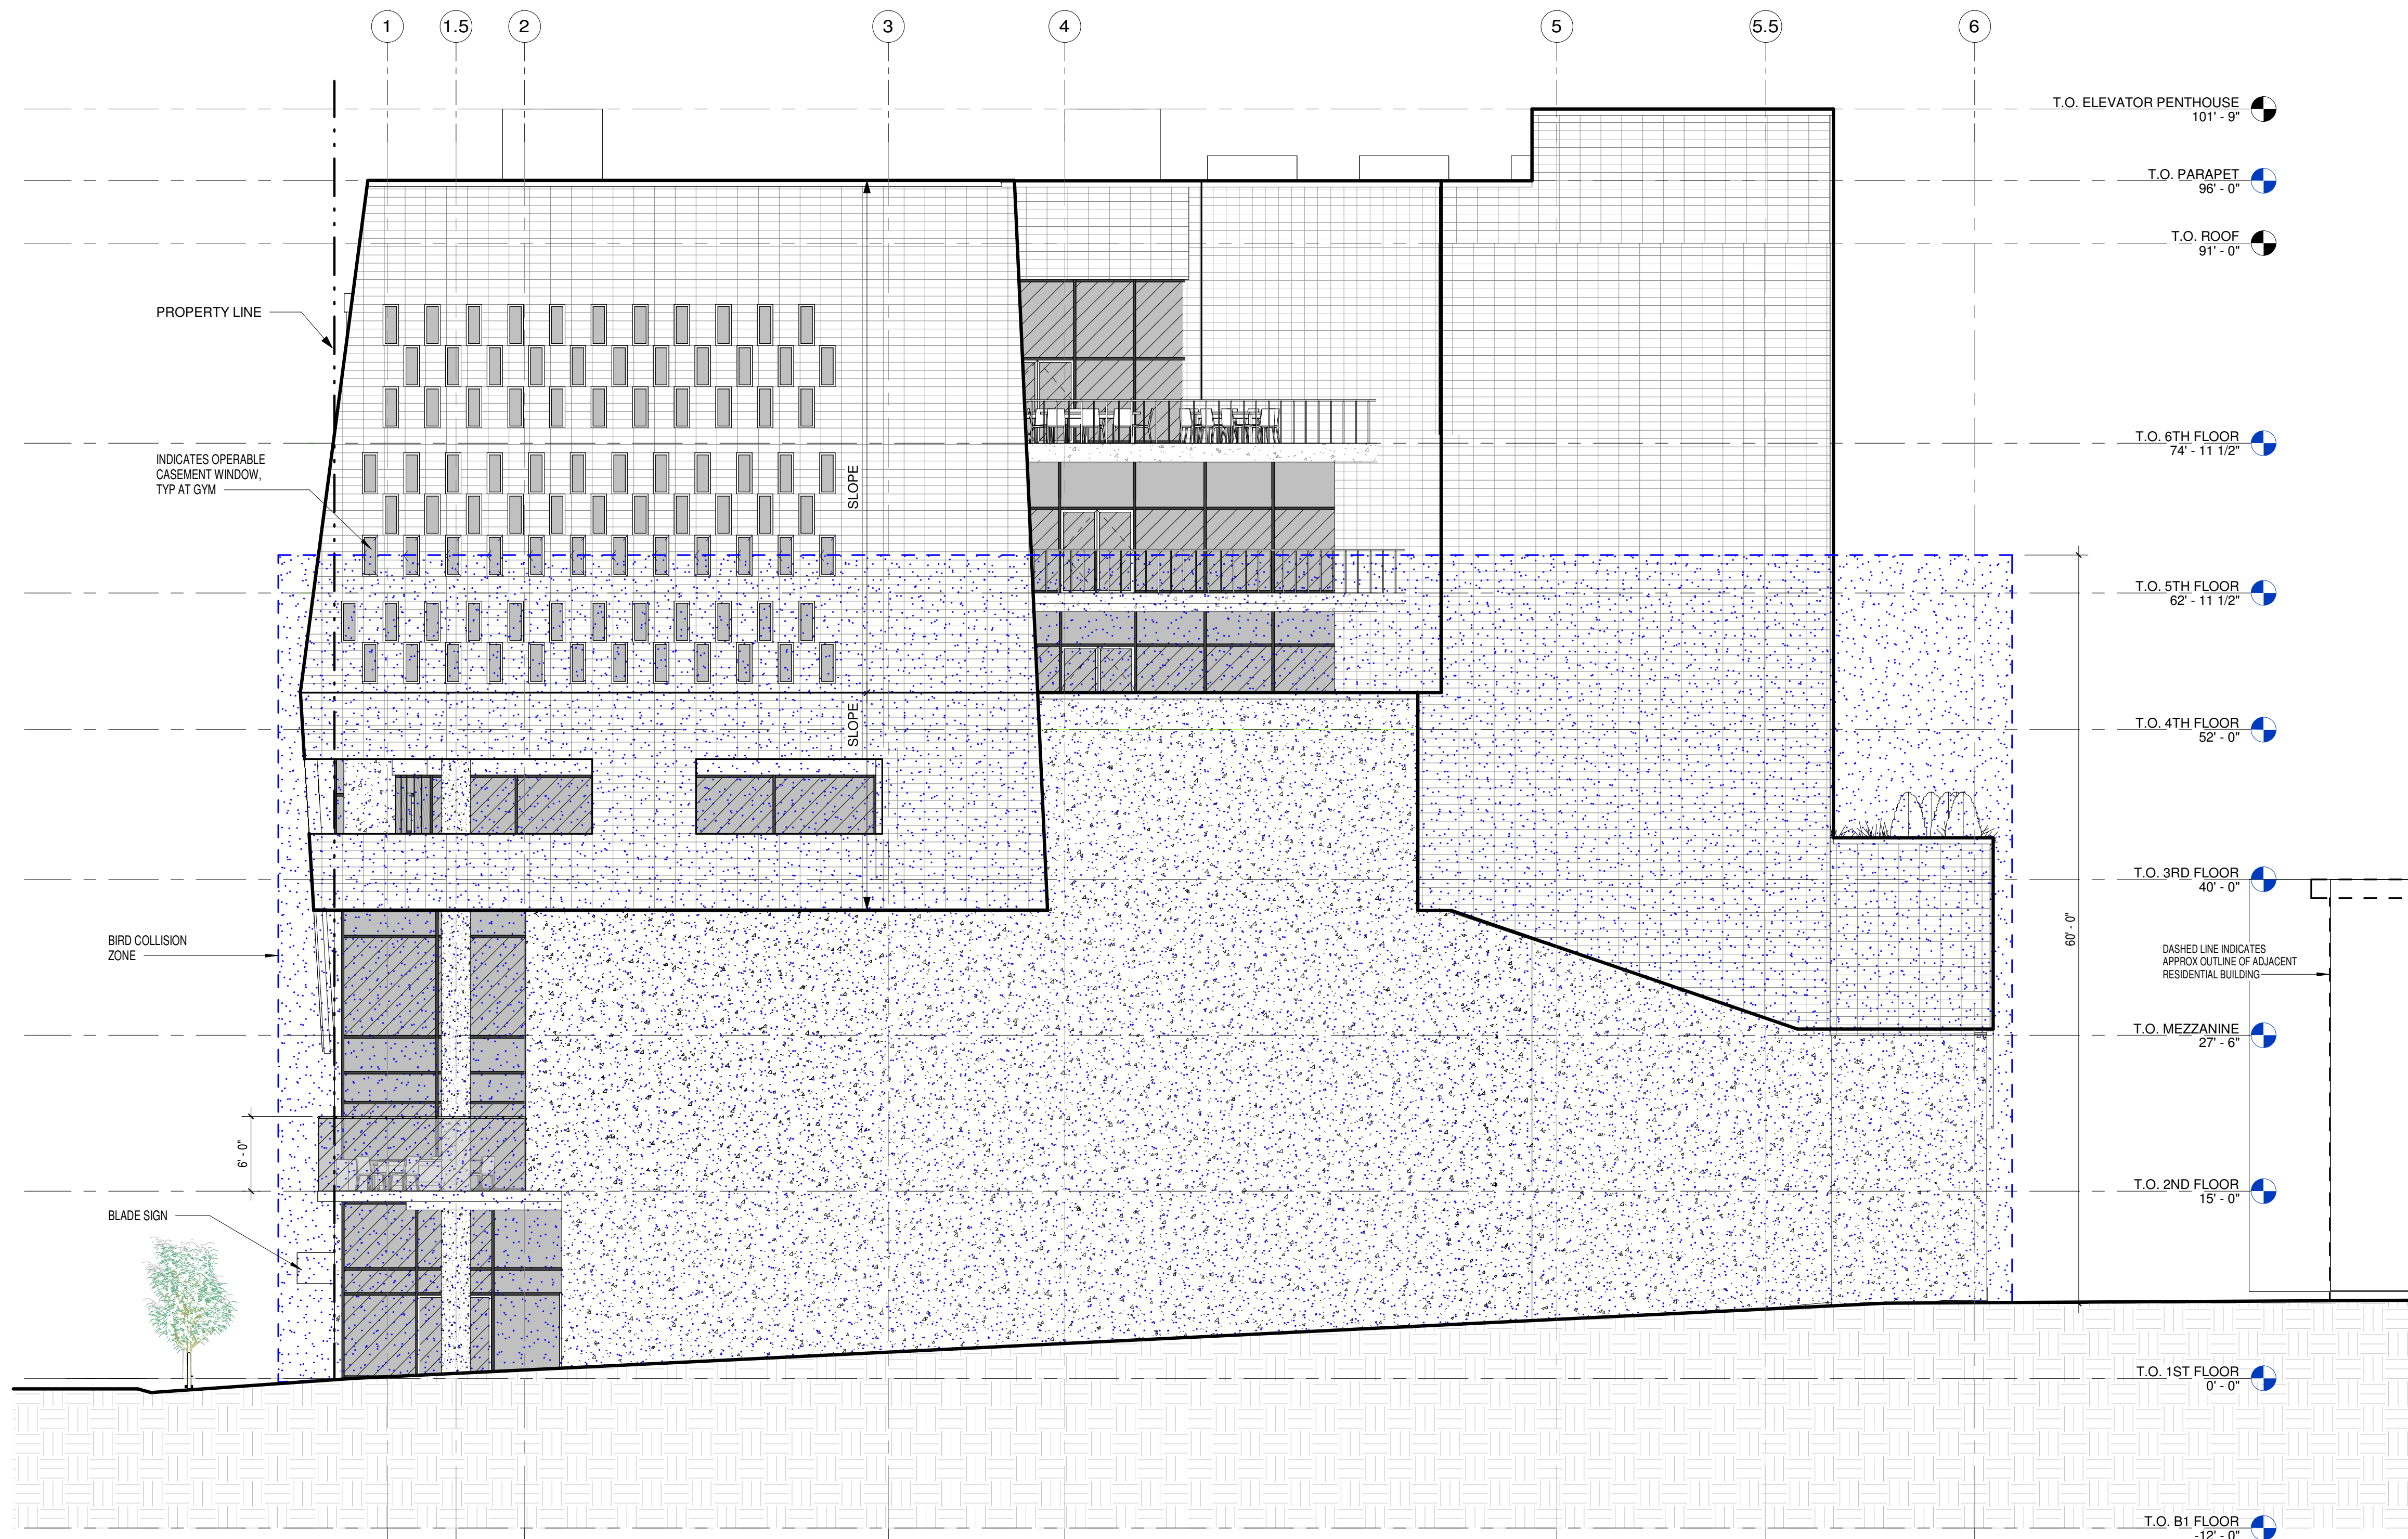 1
1.5
2
3
4
5
5.5
6
T.O. ELEVATOR PENTHOUSE
101' - 9"
T.O. PARAPET
96' - 0"
T.O. ROOF
91' - 0"
PROPERTY LINE
T.O. 6TH FLOOR
74' - 11 1/2"
INDICATES OPERABLE
CASEMENT WINDOW,
TYP AT GYM
SLOPE
T.O. 5TH FLOOR
62' - 11 1/2"
SLOPE
T.O. 4TH FLOOR
52' - 0"
T.O. 3RD FLOOR
40' - 0"
60' - 0"
BIRD COLLISION
ZONE
DASHED LINE INDICATES
APPROX OUTLINE OF ADJACENT
RESIDENTIAL BUILDING
T.O. MEZZANINE
27' - 6"
6' - 0"
T.O. 2ND FLOOR
15' - 0"
BLADE SIGN
T.O. 1ST FLOOR
0' - 0"
T.O. B1 FLOOR
-12' - 0"